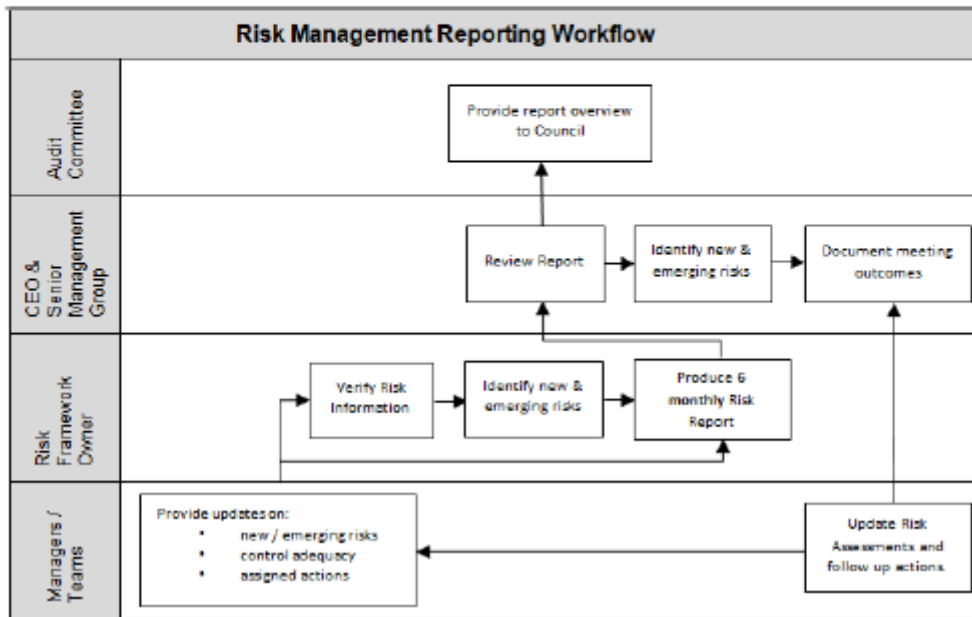 Risk Management Reporting Workflow
Audit
Committee
Provide report overview
to Council
CEO &
Senior
Management
Group
Review Report
Identify new &
emerging risks
Document meeting
outcomes
Risk
Framework
Owner
Verify Risk
Information
Identify new &
emerging risks
Produce 6
monthly Risk
Report
Managers /
Teams
Provide updates on:
• new / emerging risks
• control adequacy
• assigned actions
Update Risk
Assessments and
follow up actions.